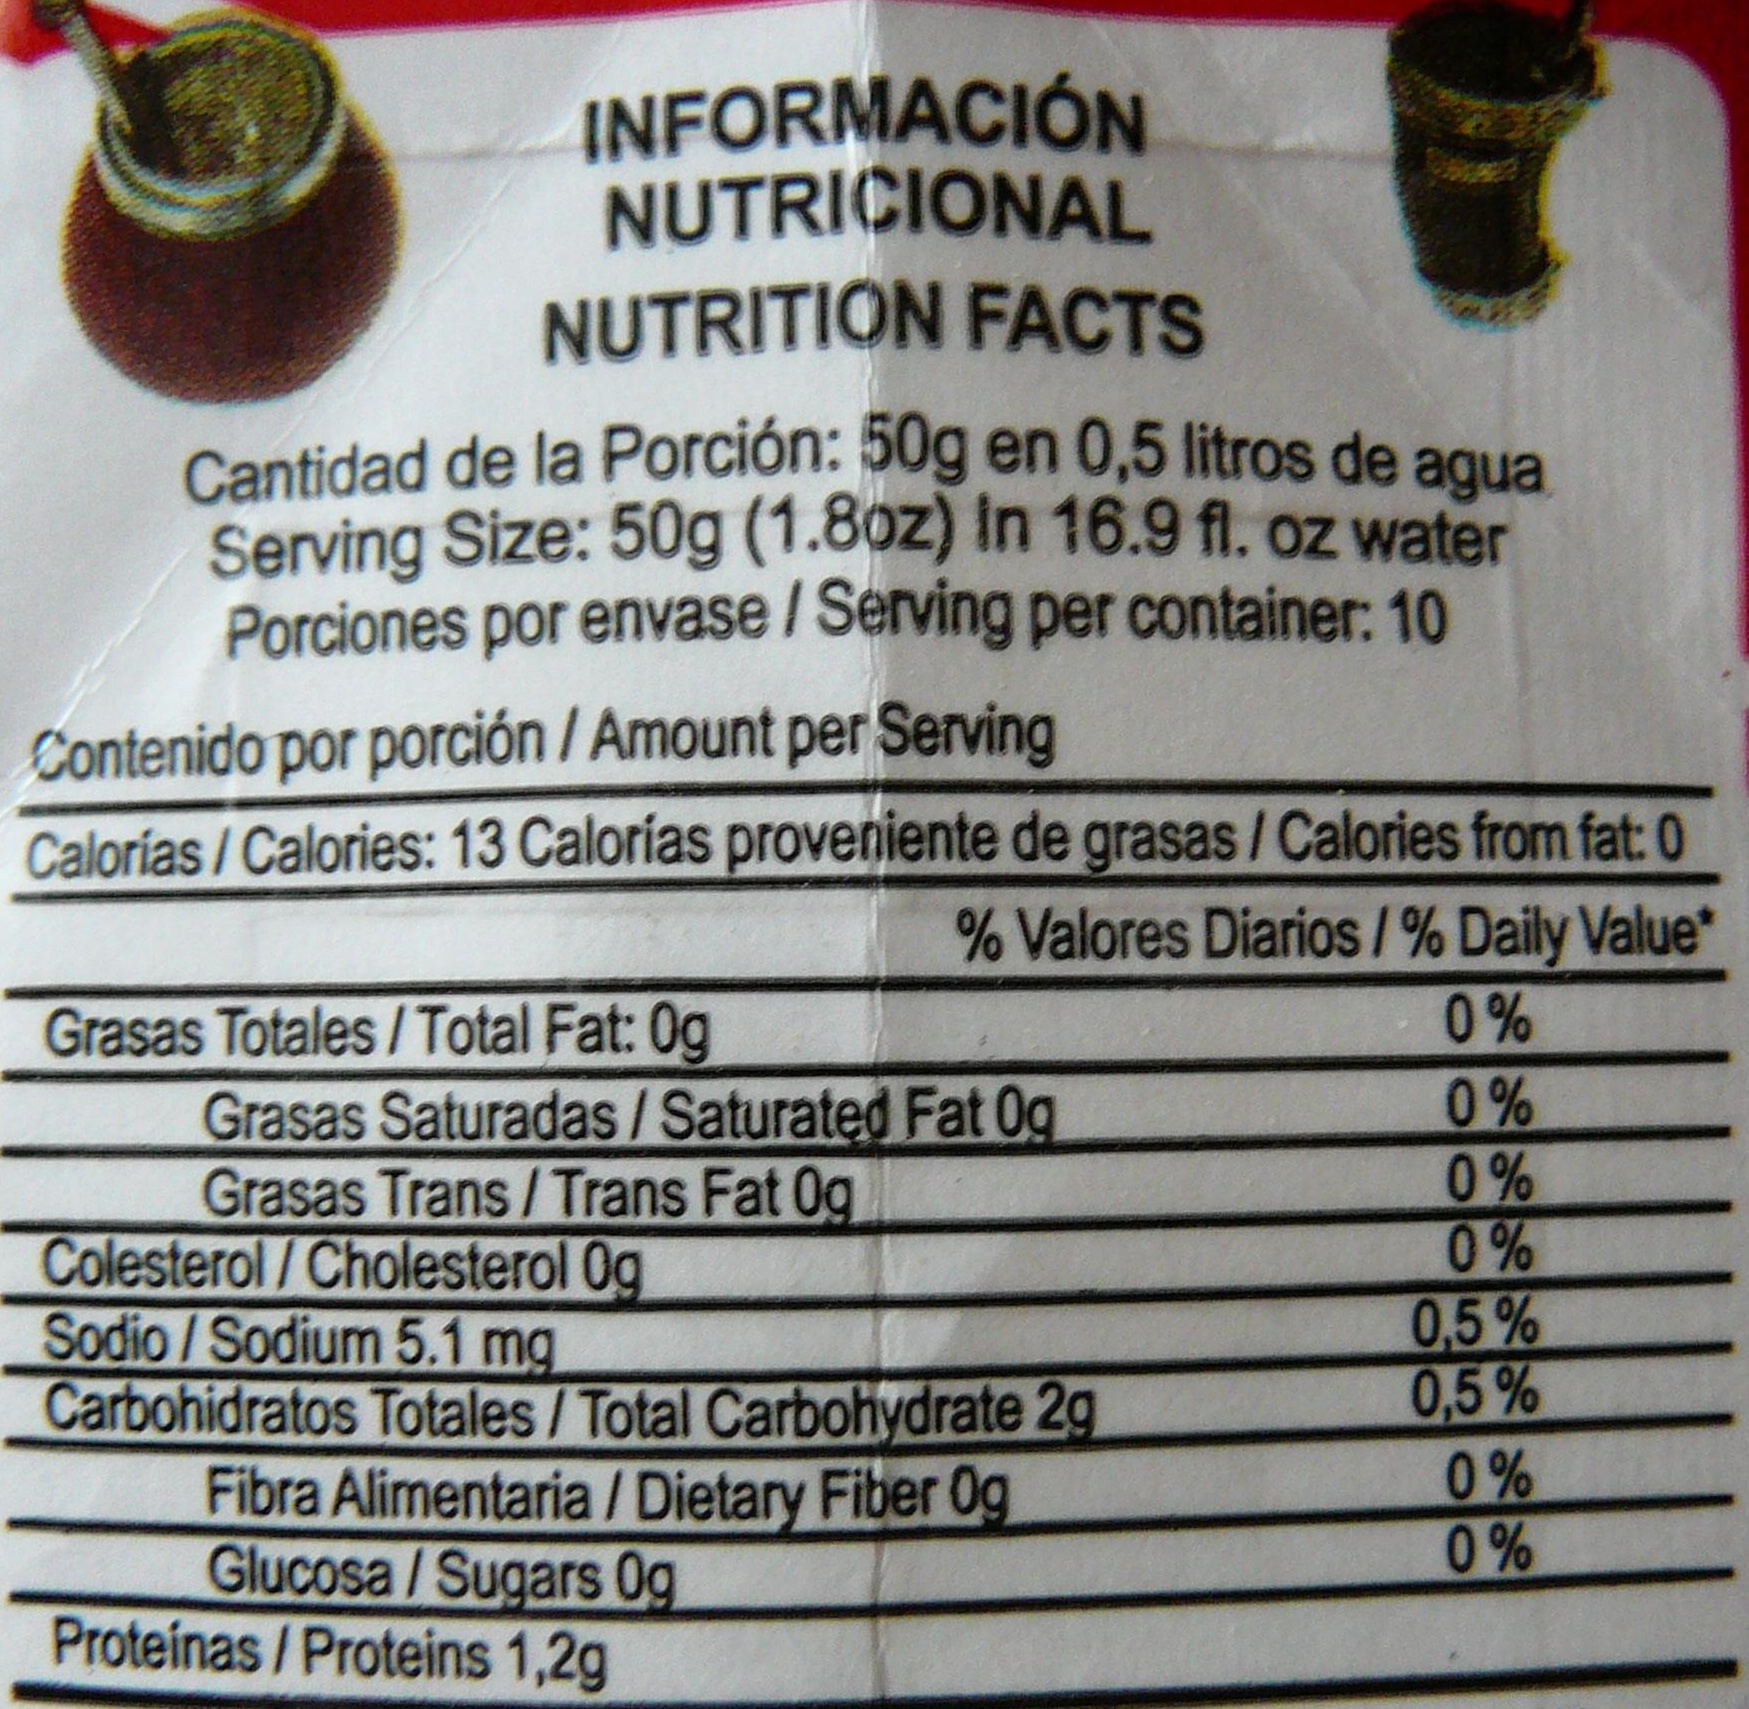 INFORMACIÓN
NUTRICIONAL
NUTRITION FACTS
Cantidad de la Porción: 50g en 0,5 litros de agua
Serving Size: 50g (1.8oz) in 16.9 fl. oz water
Porciones por envase / Serving per container: 10
Contenido por porción / Amount per Serving
Calorías / Calories: 13 Calorías proveniente de grasas / Calories from fat: 0
% Valores Diarios / % Daily Value*
Grasas Totales / Total Fat: 0g 0 %
Grasas Saturadas / Saturated Fat 0g 0 %
Grasas Trans / Trans Fat 0g 0 %
Colesterol / Cholesterol 0g 0 %
Sodio / Sodium 5.1 mg 0,5 %
Carbohidratos Totales / Total Carbohydrate 2g 0,5 %
Fibra Alimentaria / Dietary Fiber 0g 0 %
Glucosa / Sugars 0g 0 %
Proteínas / Proteins 1,2g